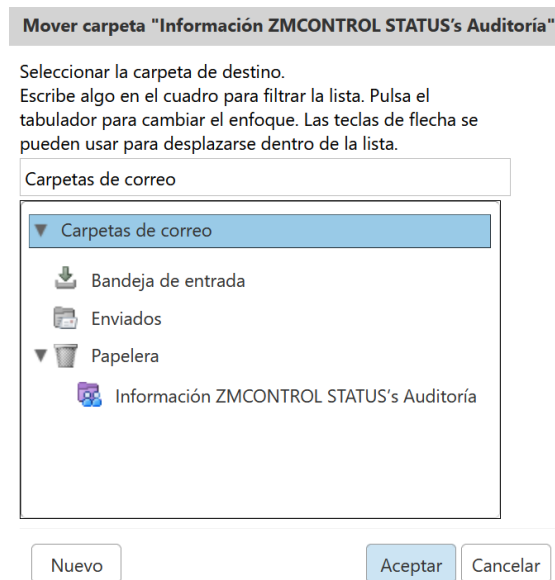 Mover carpeta "Información ZMCONTROL STATUS's Auditoría"
Seleccionar la carpeta de destino.
Escribe algo en el cuadro para filtrar la lista. Pulsa el
tabulador para cambiar el enfoque. Las teclas de flecha se
pueden usar para desplazarse dentro de la lista.
Carpetas de correo
Carpetas de correo
Bandeja de entrada
Enviados
Papelera
Información ZMCONTROL STATUS's Auditoría
Nuevo Aceptar Cancelar